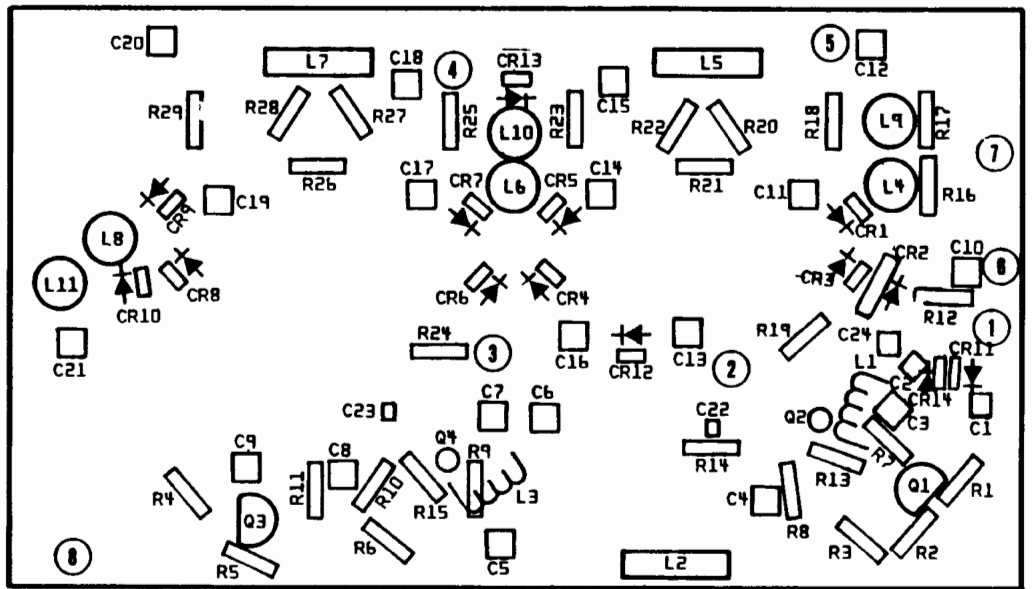 C20
L7
C18
4
CR13
L5
5
C12
R29
R28
R27
R25
L10
R23
C15
R22
R20
R18
L9
R17
7
R26
C17
CR7
L6
CR5
C14
R21
C11
L4
R16
CR9
C19
CR1
L8
CR2
C10
6
L11
CR10
CR8
CR6
CR4
CR3
R12
C21
R24
3
C16
CR12
C13
2
R19
C24
1
CR11
L1
C2
CR14
C23
C7
C6
C22
Q2
C3
C1
Q4
R9
R14
R7
C9
C8
R13
R4
R11
R10
R15
L3
C4
R8
Q1
R1
Q3
R6
R3
R2
8
R5
C5
L2